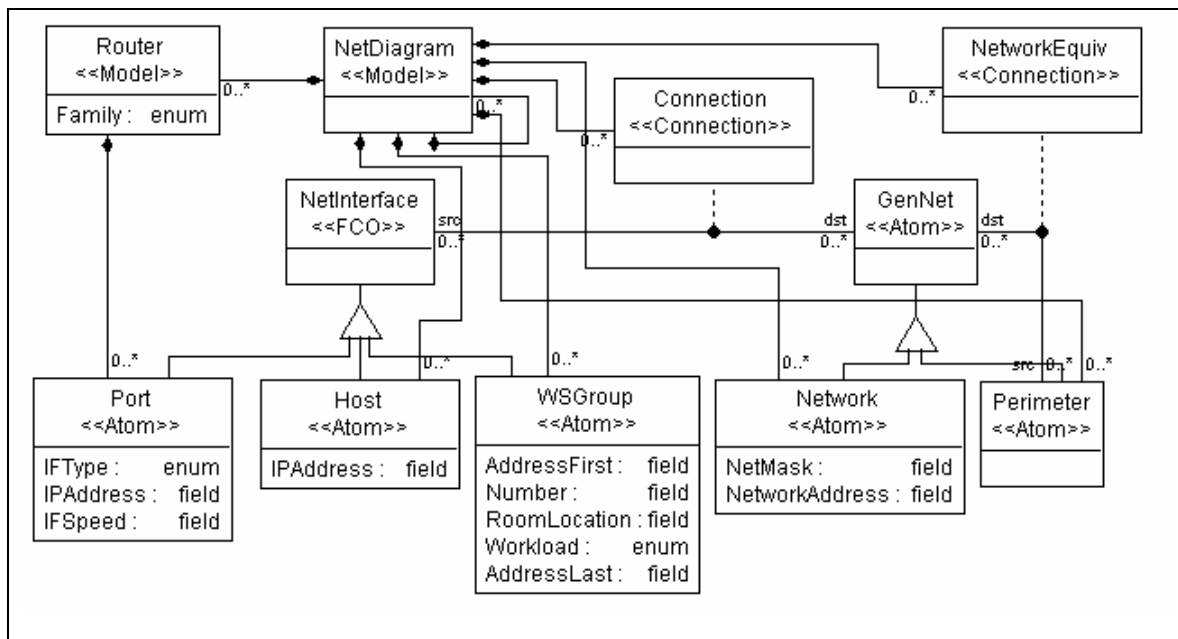 Router
<<Model>>
Family : enum
NetDiagram
<<Model>>
NetworkEquiv
<<Connection>>
Connection
<<Connection>>
0..*
0..*
0..*
0..*
NetInterface
<<FCO>>
src
0..*
dst
0..*
GenNet
<<Atom>>
dst
0..*
0..*
0..*
0..*
0..*
src
0..*
0..*
Port
<<Atom>>
IFType : enum
IPAddress : field
IFSpeed : field
Host
<<Atom>>
IPAddress : field
WSGroup
<<Atom>>
AddressFirst : field
Number : field
RoomLocation : field
Workload : enum
AddressLast : field
Network
<<Atom>>
NetMask : field
NetworkAddress : field
Perimeter
<<Atom>>